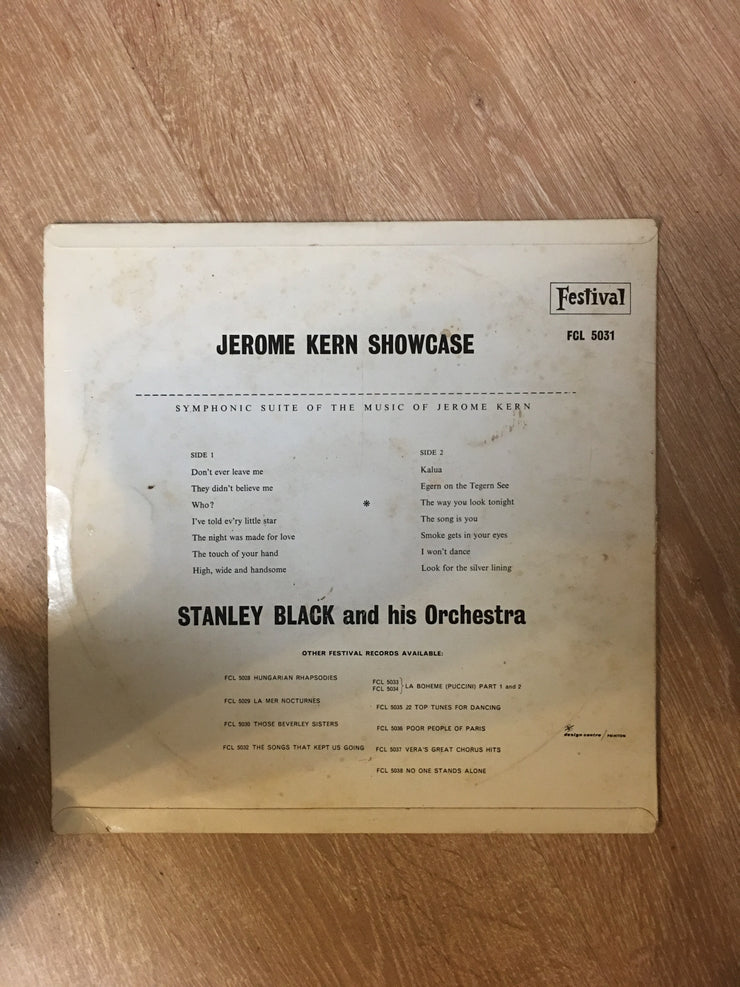 Festival
FCL 5031
JEROME KERN SHOWCASE
SYMPHONIC SUITE OF THE MUSIC OF JEROME KERN
SIDE 1
Don't ever leave me
They didn't believe me
Who?
I've told ev'ry little star
The night was made for love
The touch of your hand
High, wide and handsome
*
SIDE 2
Kalua
Egern on the Tegern See
The way you look tonight
The song is you
Smoke gets in your eyes
I won't dance
Look for the silver lining
STANLEY BLACK and his Orchestra
OTHER FESTIVAL RECORDS AVAILABLE:
FCL 5028 HUNGARIAN RHAPSODIES
FCL 5029 LA MER NOCTURNES
FCL 5030 THOSE BEVERLEY SISTERS
FCL 5032 THE SONGS THAT KEPT US GOING
FCL 5033
FCL 5034 } LA BOHEME (PUCCINI) PART 1 and 2
FCL 5035 22 TOP TUNES FOR DANCING
FCL 5036 POOR PEOPLE OF PARIS
FCL 5037 VERA'S GREAT CHORUS HITS
FCL 5038 NO ONE STANDS ALONE
design centre / PRINTON